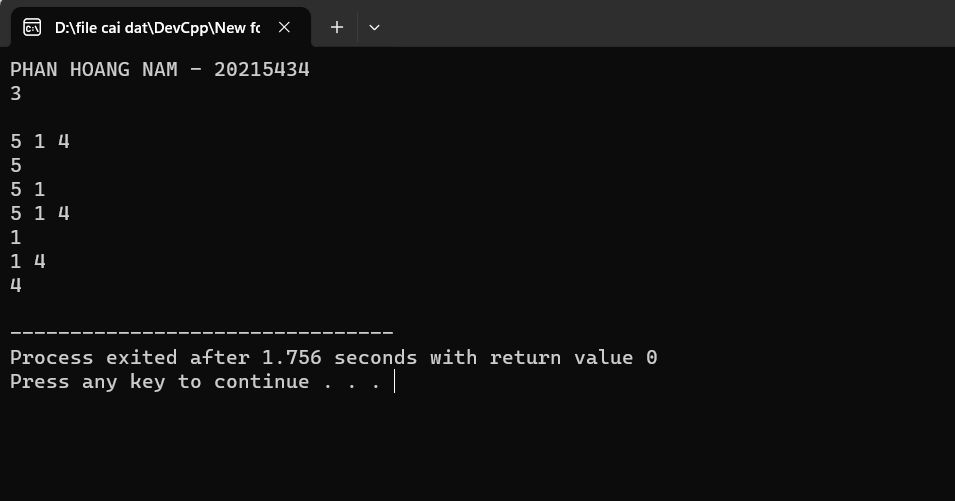 D:\file cai dat\DevCpp\New fc
PHAN HOANG NAM - 20215434
3
5 1 4
5
5 1
5 1 4
1
1 4
4
--------------------------------
Process exited after 1.756 seconds with return value 0
Press any key to continue . . .